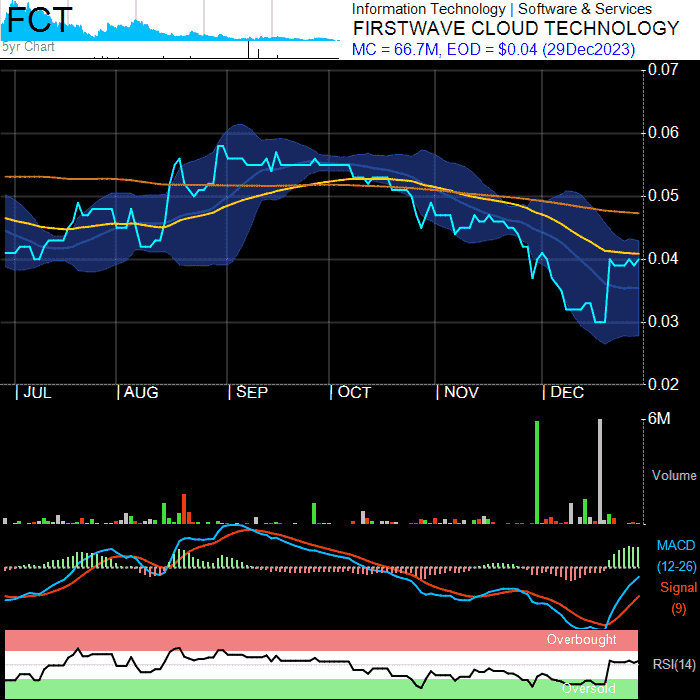 FCT
5yr Chart
Information Technology | Software & Services
FIRSTWAVE CLOUD TECHNOLOGY
MC = 66.7M, EOD = $0.04 (29Dec2023)
0.07
0.06
0.05
0.04
0.03
0.02
| JUL | AUG | SEP | OCT | NOV | DEC
6M
Volume
MACD
(12-26)
Signal
(9)
Overbought
RSI(14)
Oversold